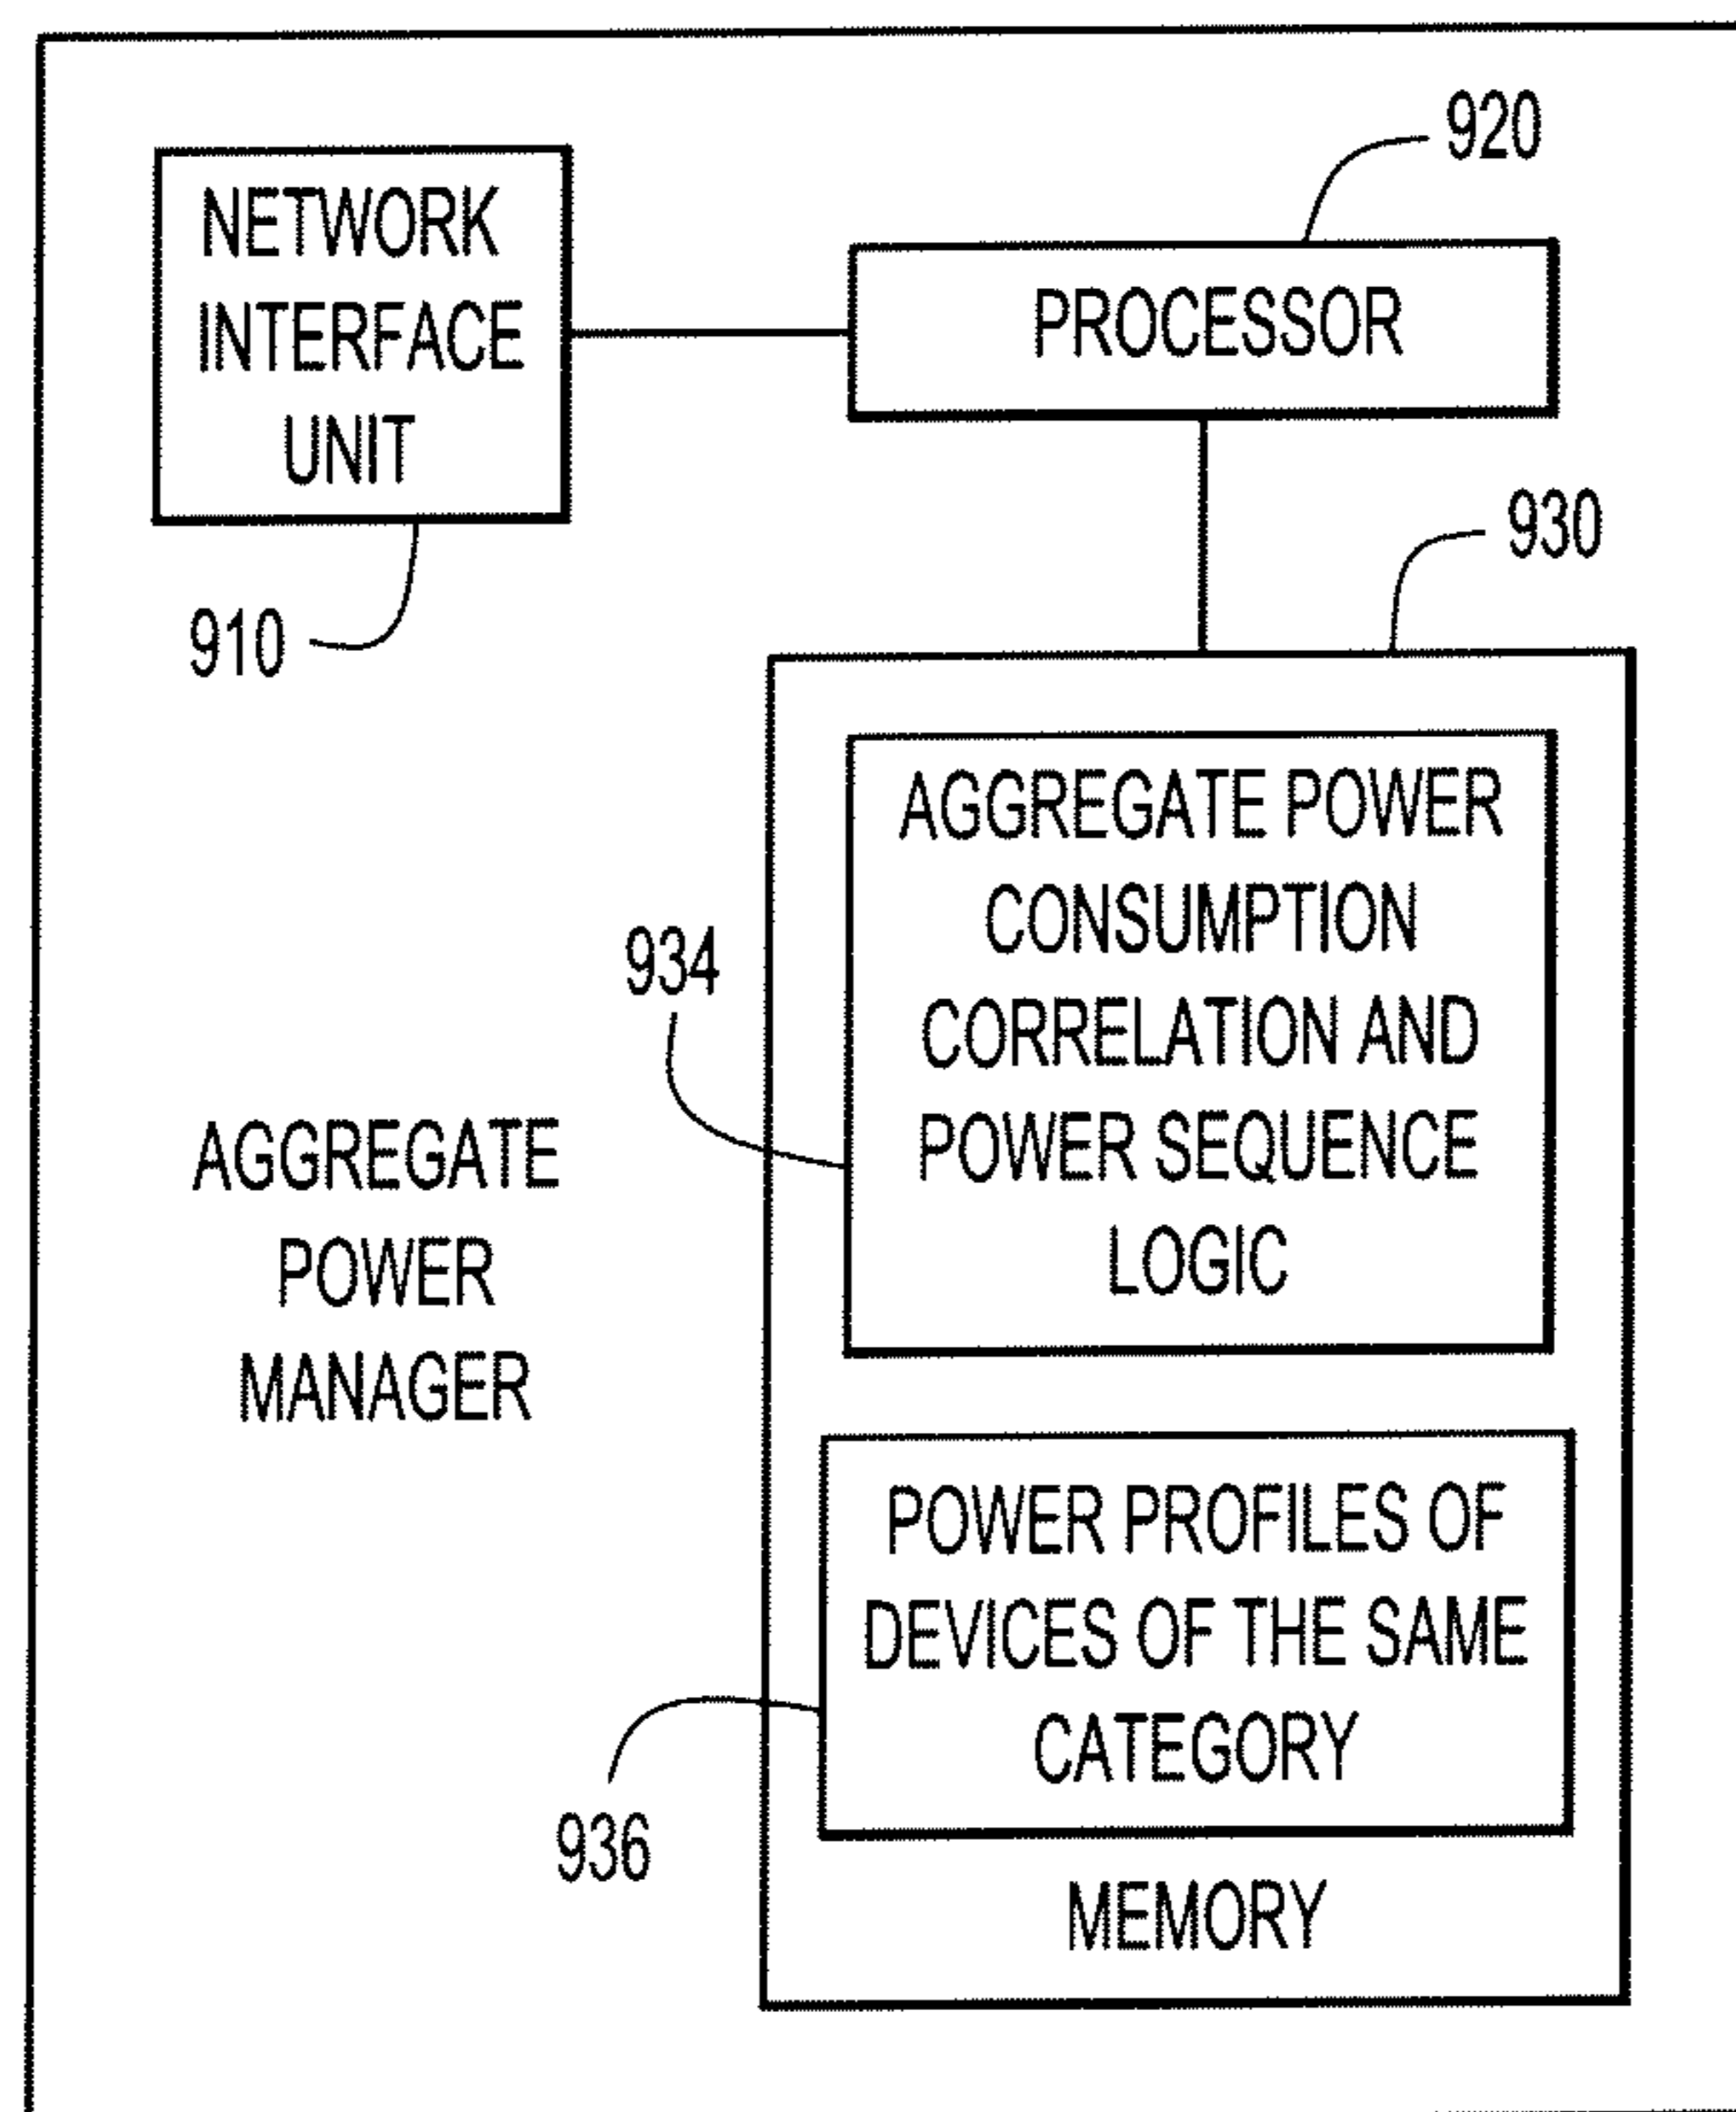 920
NETWORK
INTERFACE
UNIT
PROCESSOR
930
910
AGGREGATE POWER
CONSUMPTION
CORRELATION AND
POWER SEQUENCE
LOGIC
934
AGGREGATE
POWER
MANAGER
POWER PROFILES OF
DEVICES OF THE SAME
CATEGORY
936
MEMORY